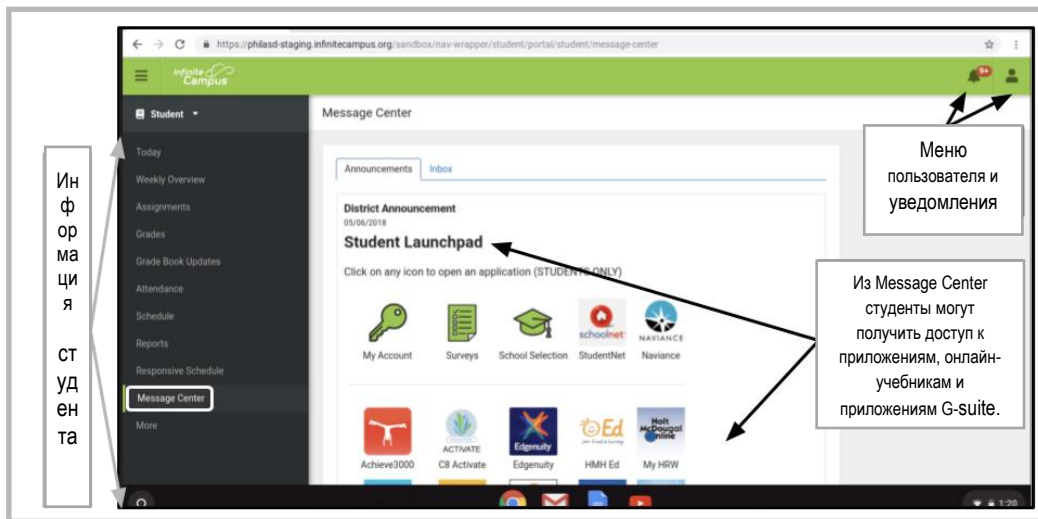 https://philasd-staging.infinitecampus.org/sandbox/nav-wrapper/student/portal/student/message-center
Infinite
Campus
9+
Student
Message Center
Today
Weekly Overview
Assignments
Grades
Grade Book Updates
Attendance
Schedule
Reports
Responsive Schedule
Message Center
More
Ин
ф
ор
ма
ци
я
ст
уд
ен
та
Announcements Inbox
District Announcement
05/06/2018
Student Launchpad
Click on any icon to open an application (STUDENTS ONLY)
schoolnet
NAVIANCE
My Account Surveys School Selection StudentNet Naviance
ACTIVATE
Edgenuity
Ed
Holt
McDougal
Online
Achieve3000 C8 Activate Edgenuity HMH Ed My HRW
Меню
пользователя и
уведомления
Из Message Center
студенты могут
получить доступ к
приложениям, онлайн-
учебникам и
приложениям G-suite.
1:20